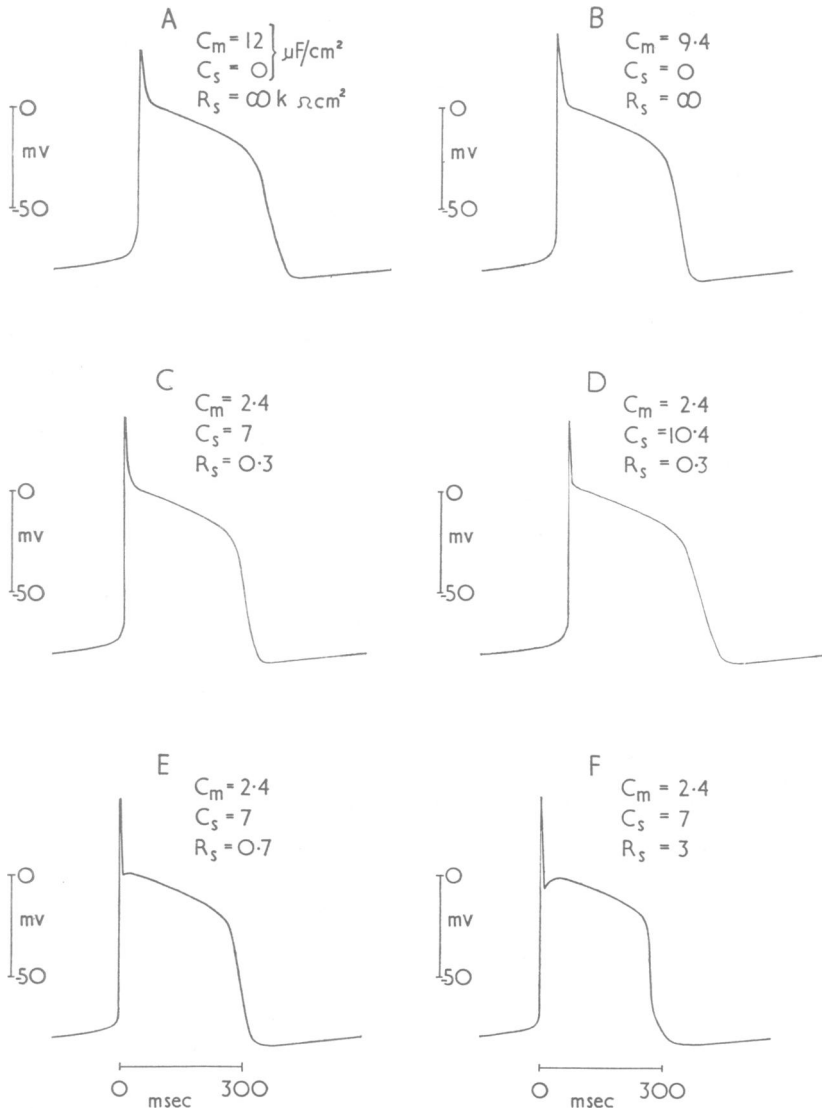 A
Cm = 12 } μF/cm²
Cs = 0
Rs = ∞ k Ωcm²
0
mv
-50
B
Cm = 9·4
Cs = 0
Rs = ∞
0
mv
-50
C
Cm = 2·4
Cs = 7
Rs = 0·3
0
mv
-50
D
Cm = 2·4
Cs = 10·4
Rs = 0·3
0
mv
-50
E
Cm = 2·4
Cs = 7
Rs = 0·7
0
mv
-50
0 300
msec
F
Cm = 2·4
Cs = 7
Rs = 3
0
mv
-50
0 300
msec